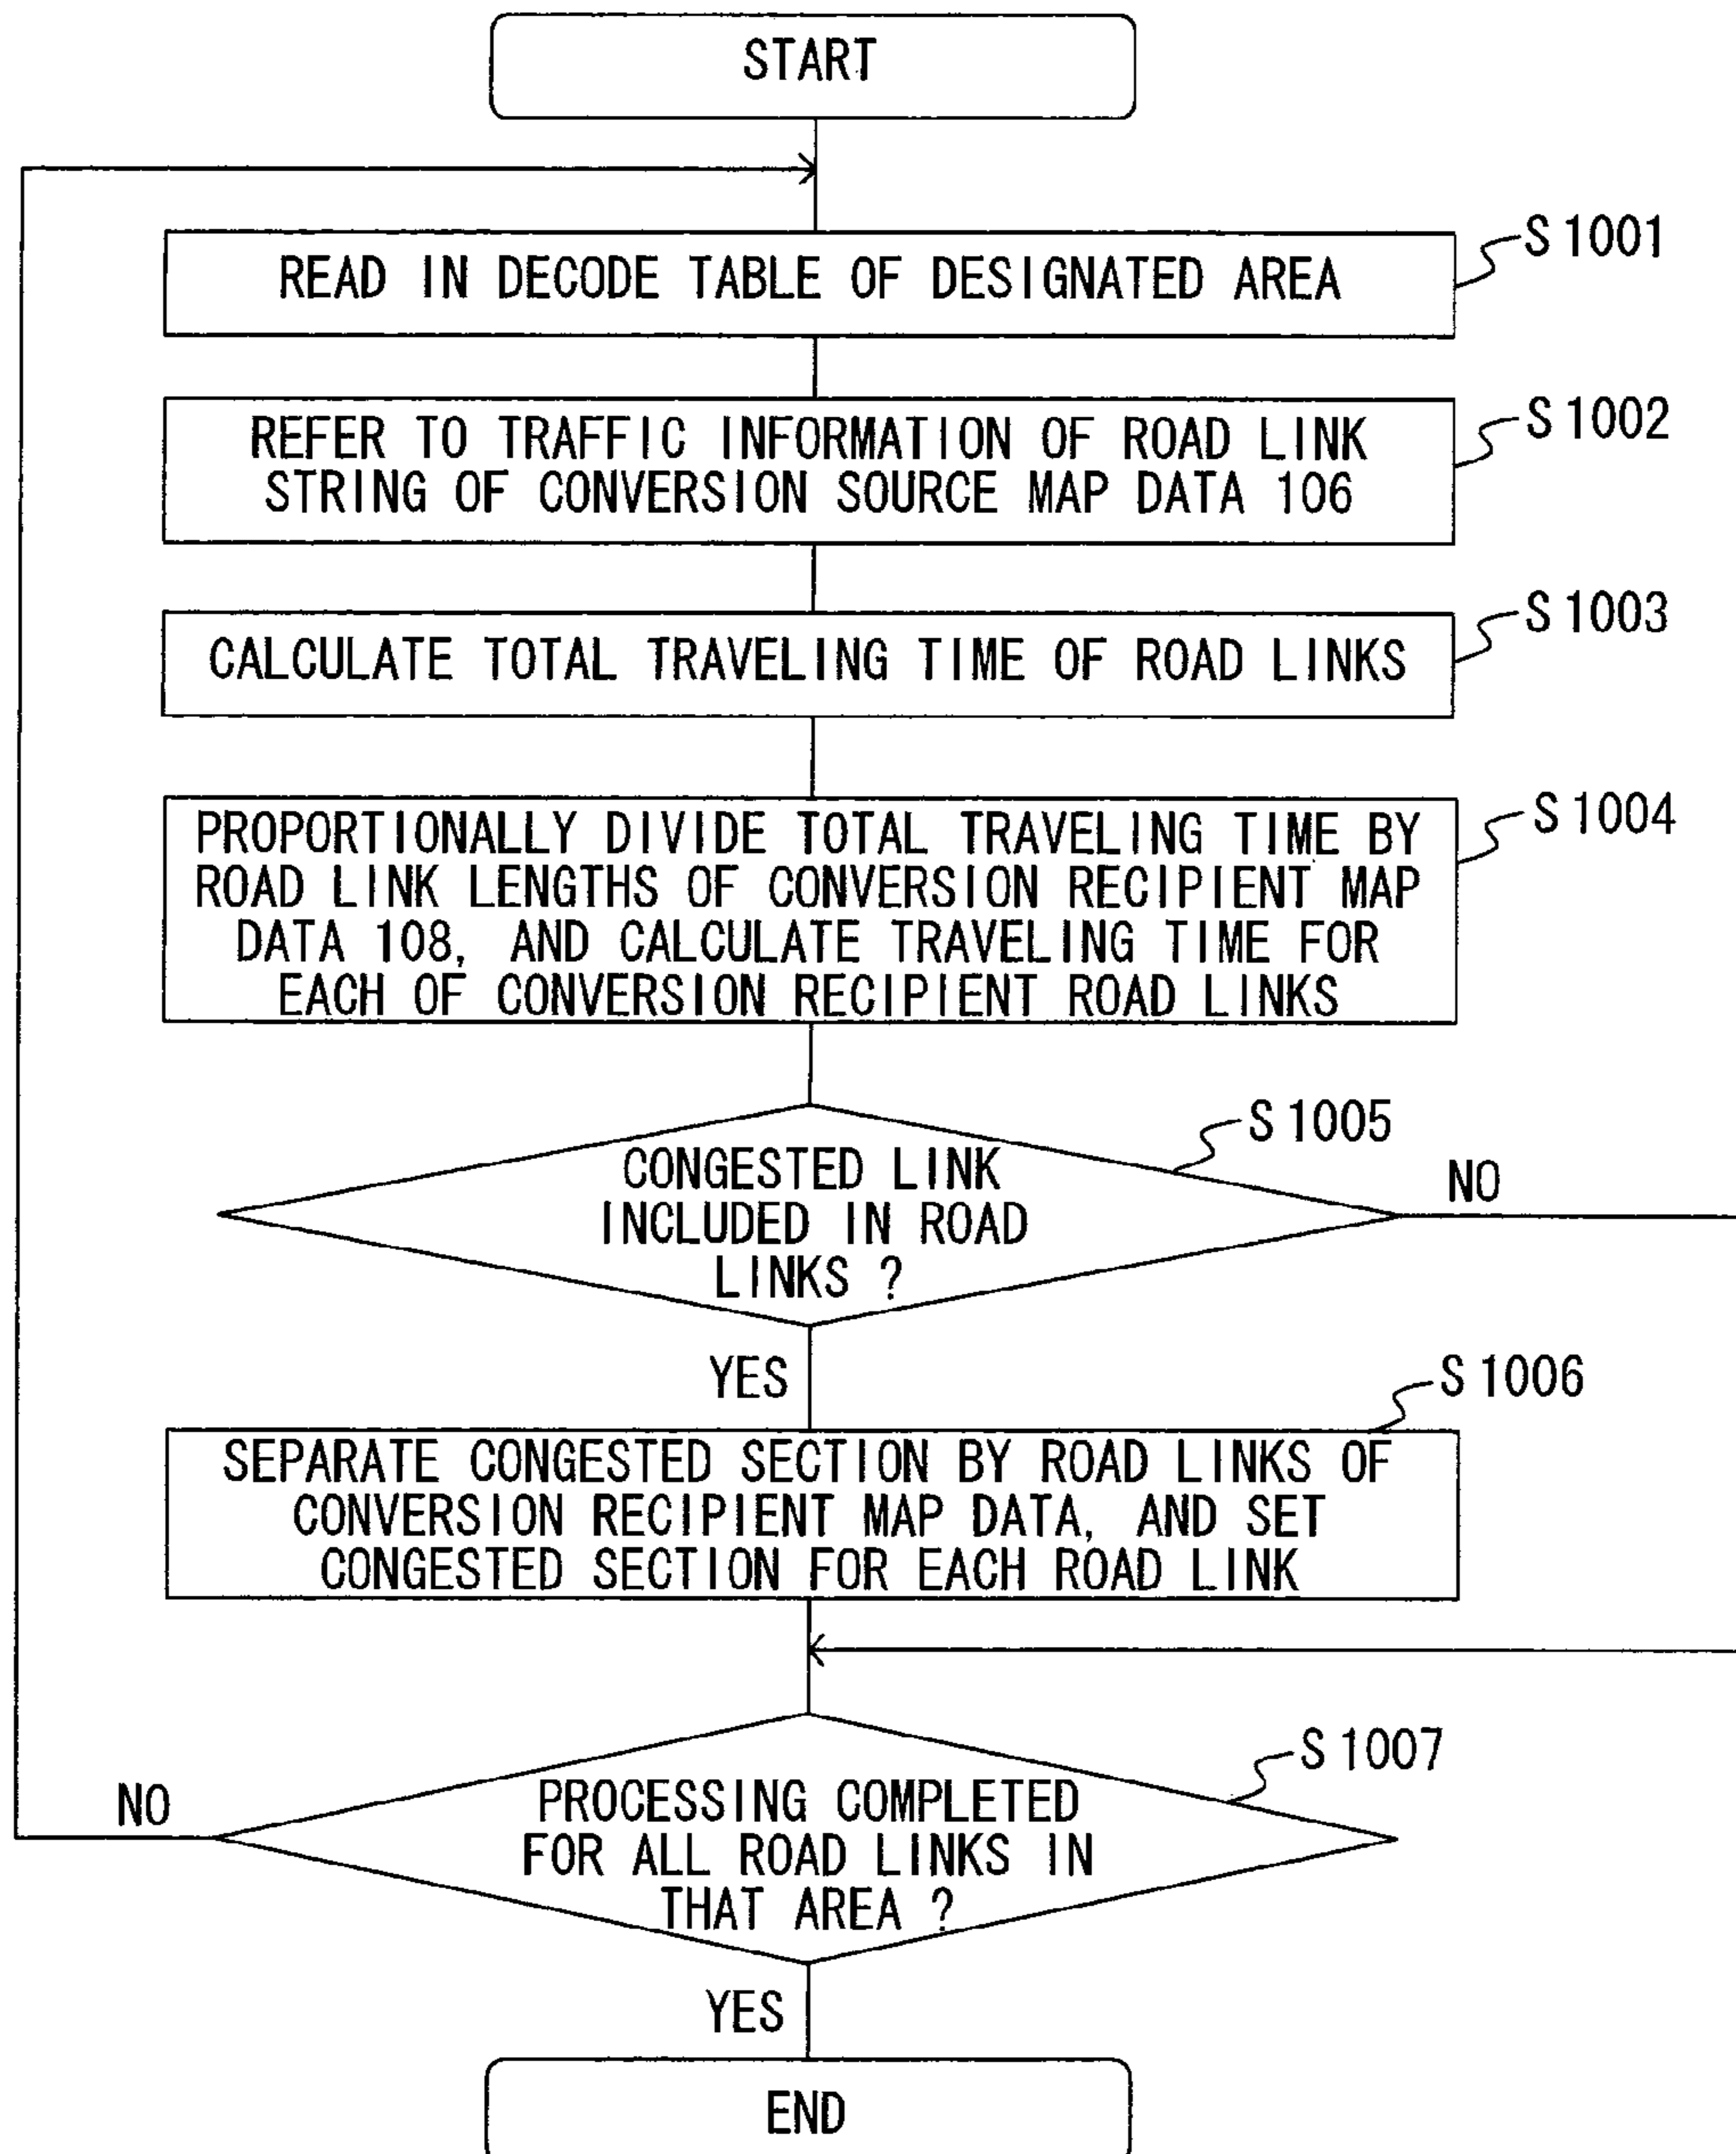 START
READ IN DECODE TABLE OF DESIGNATED AREA
S1001
REFER TO TRAFFIC INFORMATION OF ROAD LINK
STRING OF CONVERSION SOURCE MAP DATA 106
S1002
CALCULATE TOTAL TRAVELING TIME OF ROAD LINKS
S1003
PROPORTIONALLY DIVIDE TOTAL TRAVELING TIME BY
ROAD LINK LENGTHS OF CONVERSION RECIPIENT MAP
DATA 108, AND CALCULATE TRAVELING TIME FOR
EACH OF CONVERSION RECIPIENT ROAD LINKS
S1004
CONGESTED LINK
INCLUDED IN ROAD
LINKS ?
S1005
NO
YES
SEPARATE CONGESTED SECTION BY ROAD LINKS OF
CONVERSION RECIPIENT MAP DATA, AND SET
CONGESTED SECTION FOR EACH ROAD LINK
S1006
PROCESSING COMPLETED
FOR ALL ROAD LINKS IN
THAT AREA ?
S1007
NO
YES
END